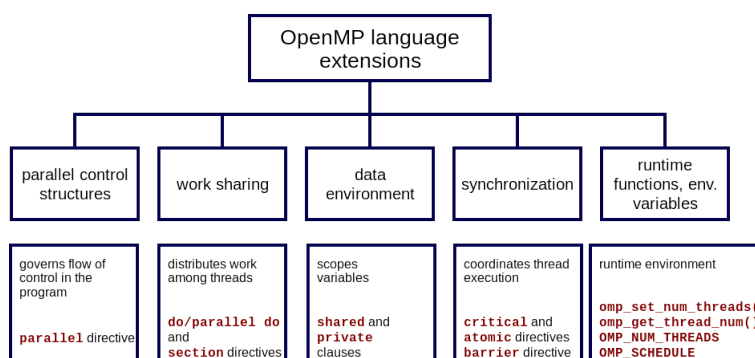 OpenMP language
extensions
parallel control
structures
work sharing
data
environment
synchronization
runtime
functions, env.
variables
governs flow of
control in the
program
parallel directive
distributes work
among threads
do/parallel do
and
section directives
scopes
variables
shared and
private
clauses
coordinates thread
execution
critical and
atomic directives
barrier directive
runtime environment
omp_set_num_threads(
omp_get_thread_num()
OMP_NUM_THREADS
OMP_SCHEDULE